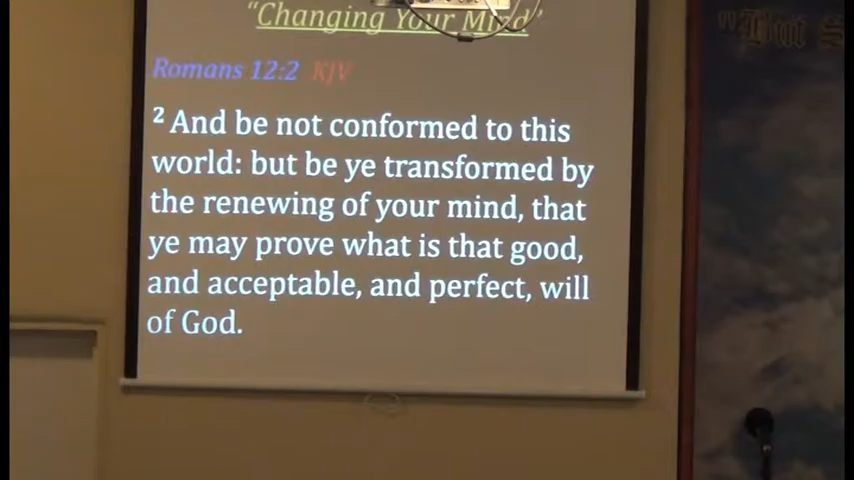 “Changing Your Mind”
Romans 12:2 KJV
2 And be not conformed to this
world: but be ye transformed by
the renewing of your mind, that
ye may prove what is that good,
and acceptable, and perfect, will
of God.
"But S